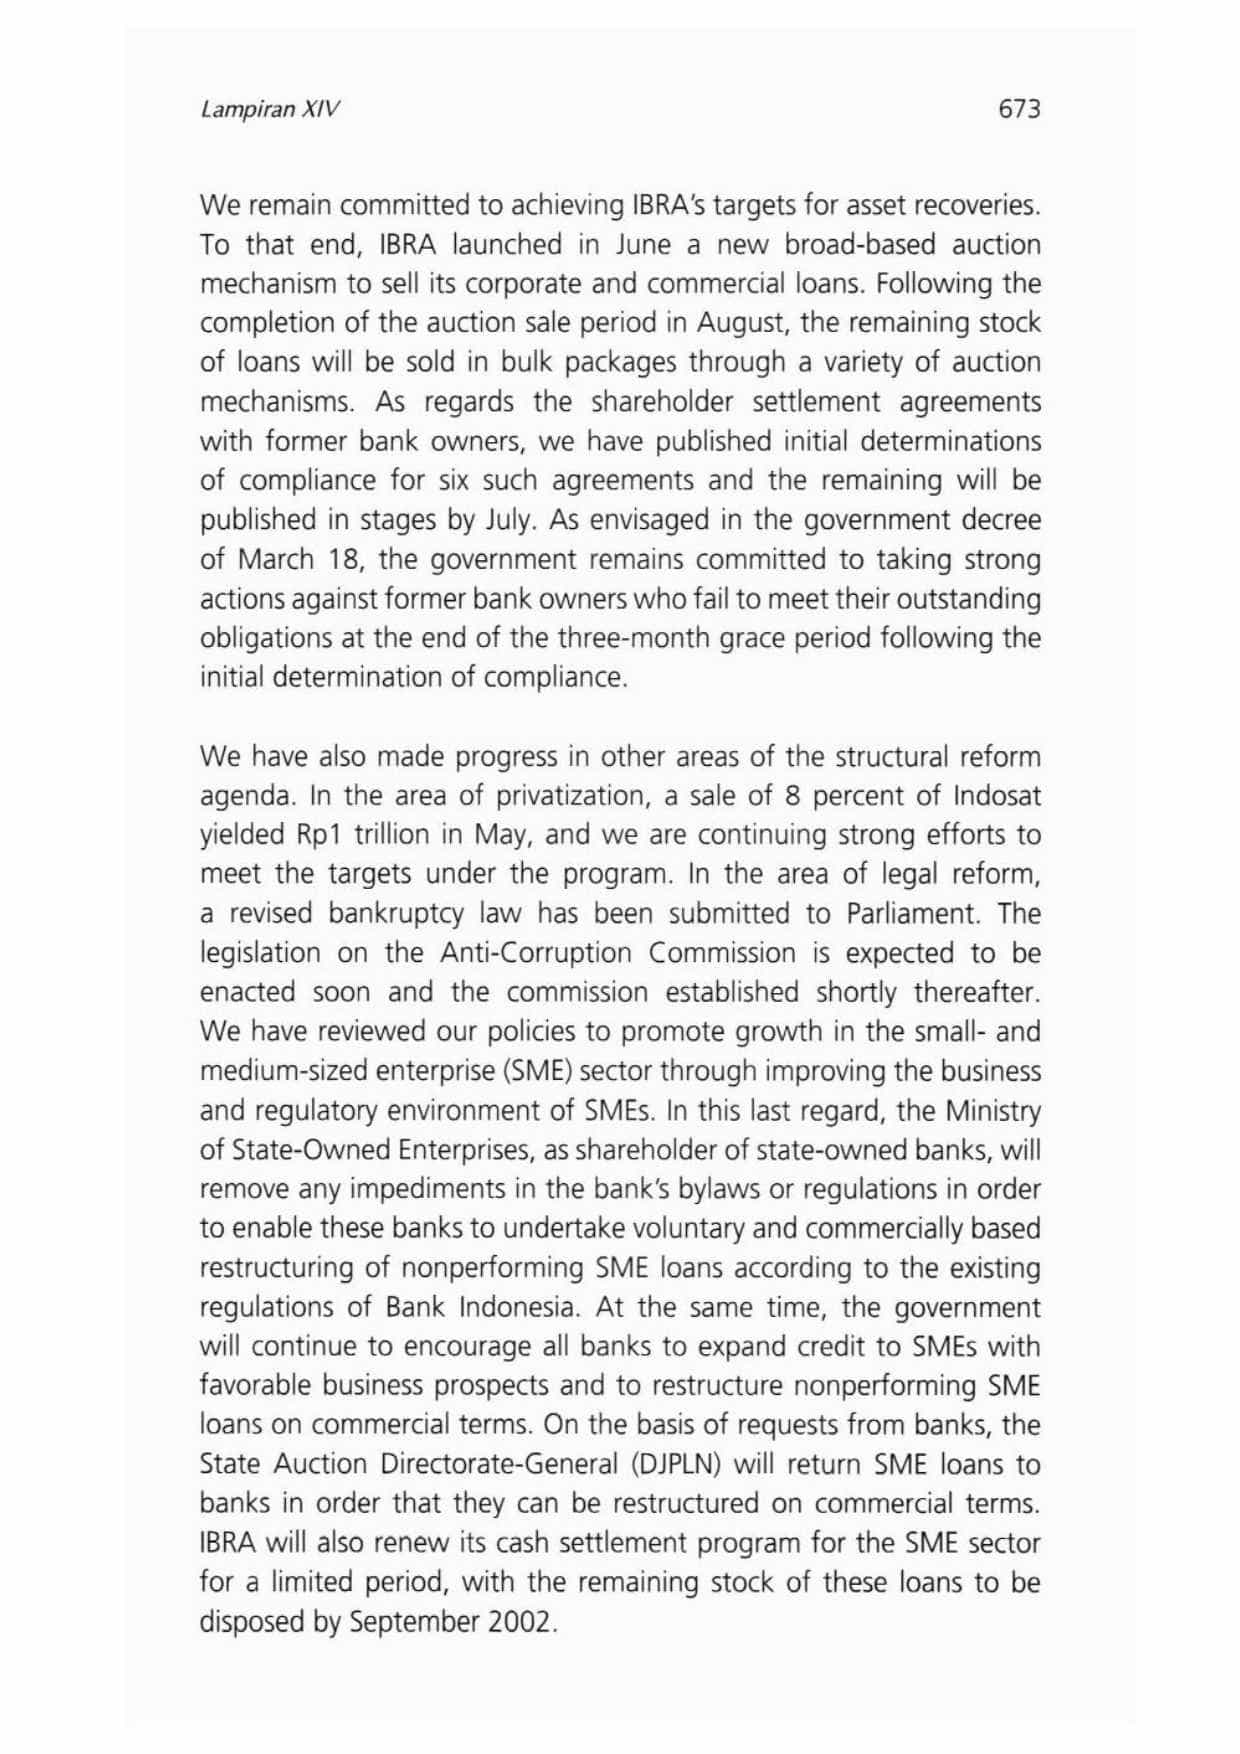 Lampiran XIV
673
We remain committed to achieving IBRA's targets for asset recoveries.
To that end, IBRA launched in June a new broad-based auction
mechanism to sell its corporate and commercial loans. Following the
completion of the auction sale period in August, the remaining stock
of loans will be sold in bulk packages through a variety of auction
mechanisms. As regards the shareholder settlement agreements
with former bank owners, we have published initial determinations
of compliance for six such agreements and the remaining will be
published in stages by July. As envisaged in the government decree
of March 18, the government remains committed to taking strong
actions against former bank owners who fail to meet their outstanding
obligations at the end of the three-month grace period following the
initial determination of compliance.
We have also made progress in other areas of the structural reform
agenda. In the area of privatization, a sale of 8 percent of Indosat
yielded Rp1 trillion in May, and we are continuing strong efforts to
meet the targets under the program. In the area of legal reform,
a revised bankruptcy law has been submitted to Parliament. The
legislation on the Anti-Corruption Commission is expected to be
enacted soon and the commission established shortly thereafter.
We have reviewed our policies to promote growth in the small- and
medium-sized enterprise (SME) sector through improving the business
and regulatory environment of SMEs. In this last regard, the Ministry
of State-Owned Enterprises, as shareholder of state-owned banks, will
remove any impediments in the bank's bylaws or regulations in order
to enable these banks to undertake voluntary and commercially based
restructuring of nonperforming SME loans according to the existing
regulations of Bank Indonesia. At the same time, the government
will continue to encourage all banks to expand credit to SMEs with
favorable business prospects and to restructure nonperforming SME
loans on commercial terms. On the basis of requests from banks, the
State Auction Directorate-General (DJPLN) will return SME loans to
banks in order that they can be restructured on commercial terms.
IBRA will also renew its cash settlement program for the SME sector
for a limited period, with the remaining stock of these loans to be
disposed by September 2002.